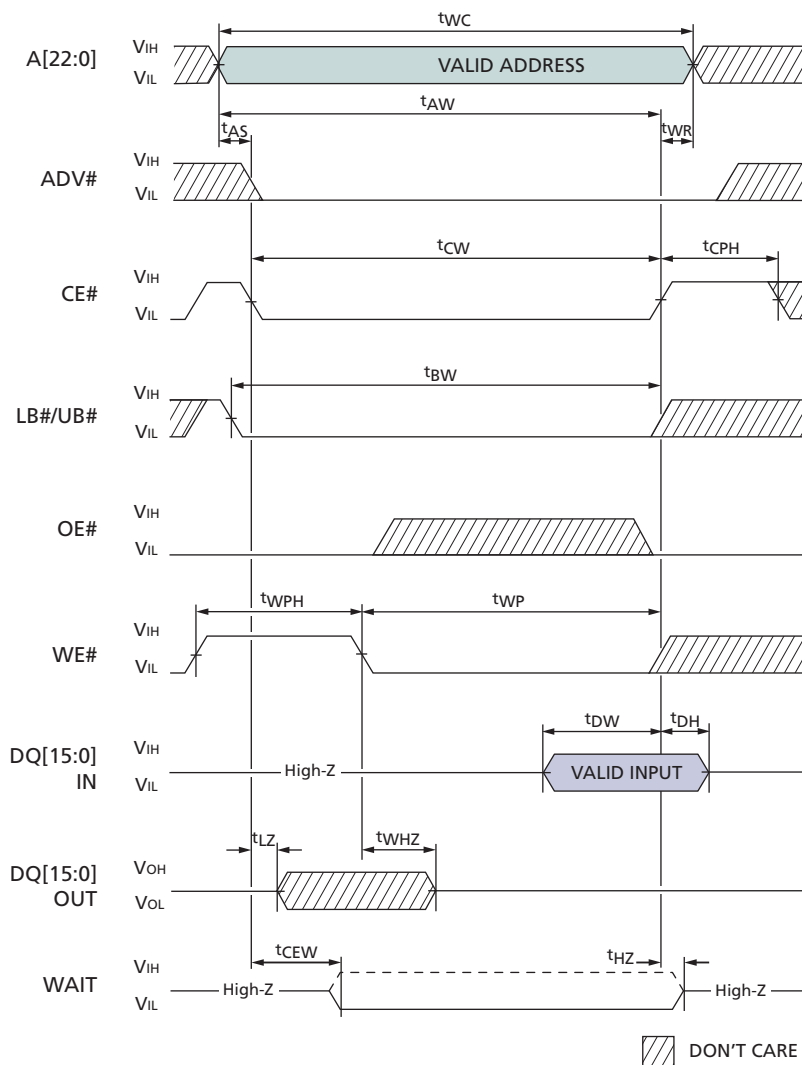 tWC
A[22:0] VIH VIL VALID ADDRESS
tAW
tAS tWR
ADV# VIH VIL
tCW tCPH
CE# VIH VIL
tBW
LB#/UB# VIH VIL
OE# VIH VIL
tWPH tWP
WE# VIH VIL
tDW tDH
DQ[15:0] IN VIH VIL High-Z VALID INPUT
tLZ tWHZ
DQ[15:0] OUT VOH VOL
tCEW tHZ
WAIT VIH VIL High-Z High-Z
DON'T CARE